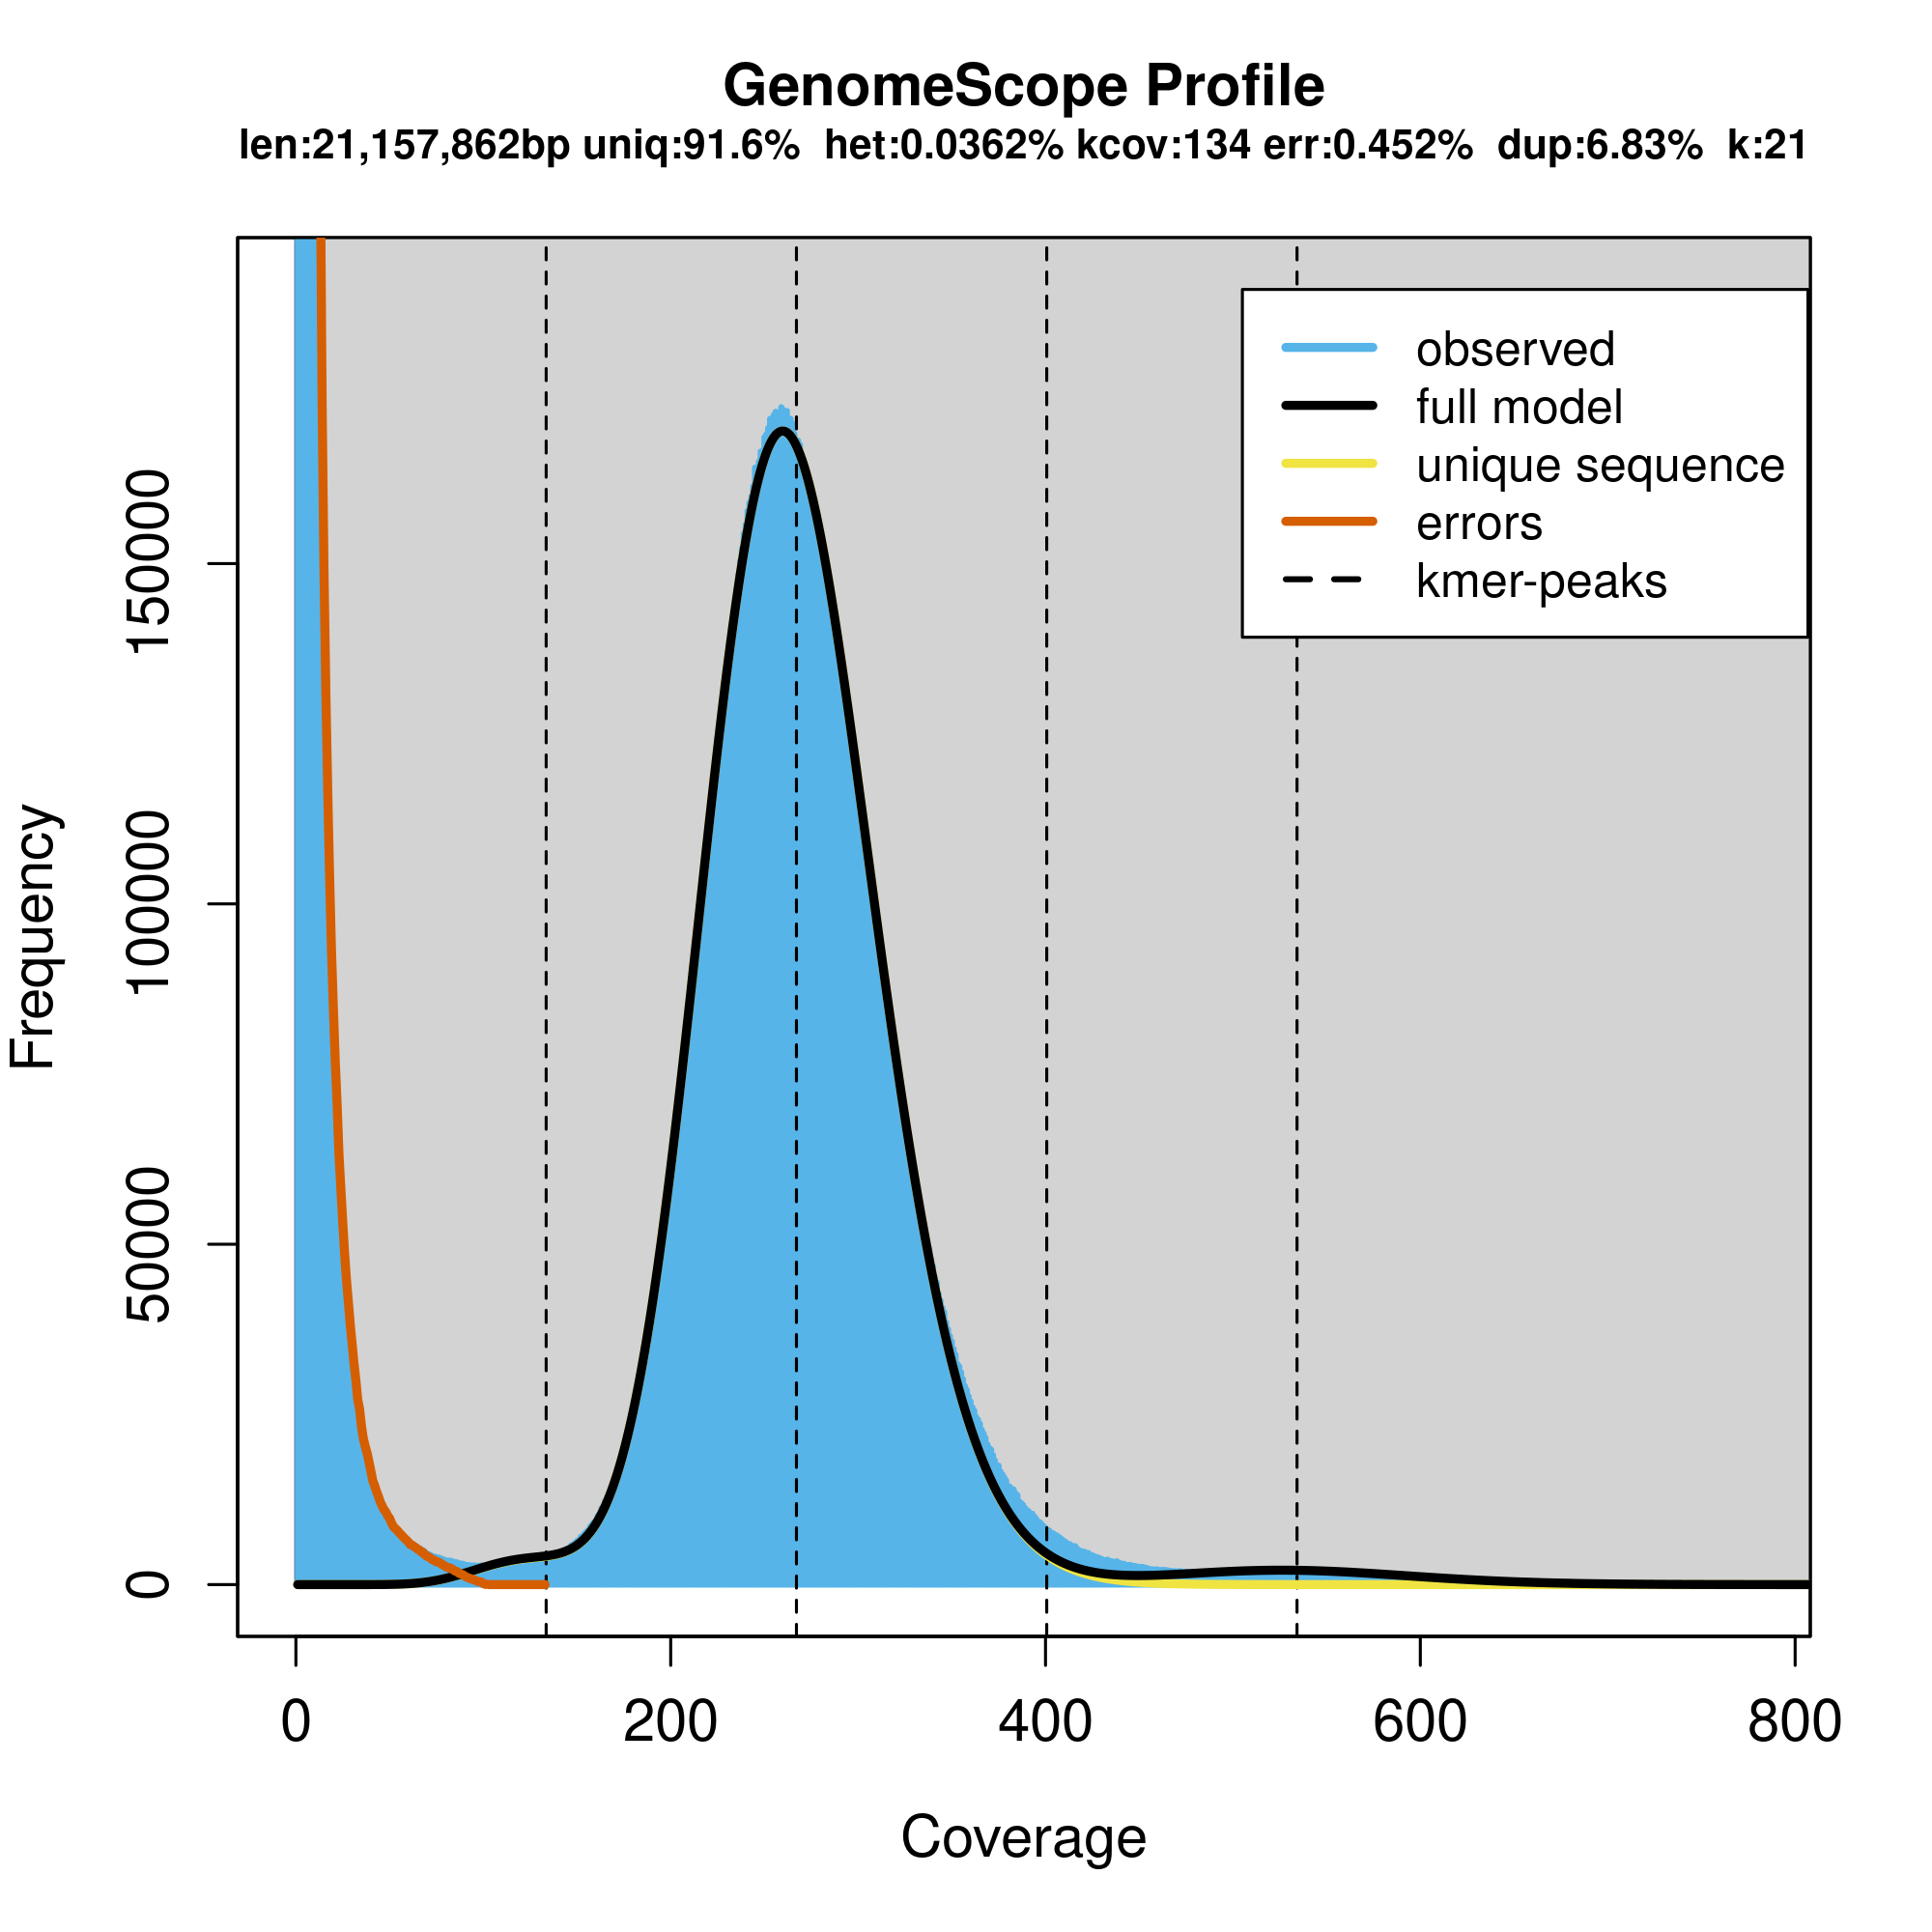 GenomeScope Profile
len:21,157,862bp uniq:91.6% het:0.0362% kcov:134 err:0.452% dup:6.83% k:21
observed
full model
unique sequence
errors
kmer-peaks
Frequency
150000
100000
50000
0
0 200 400 600 800
Coverage